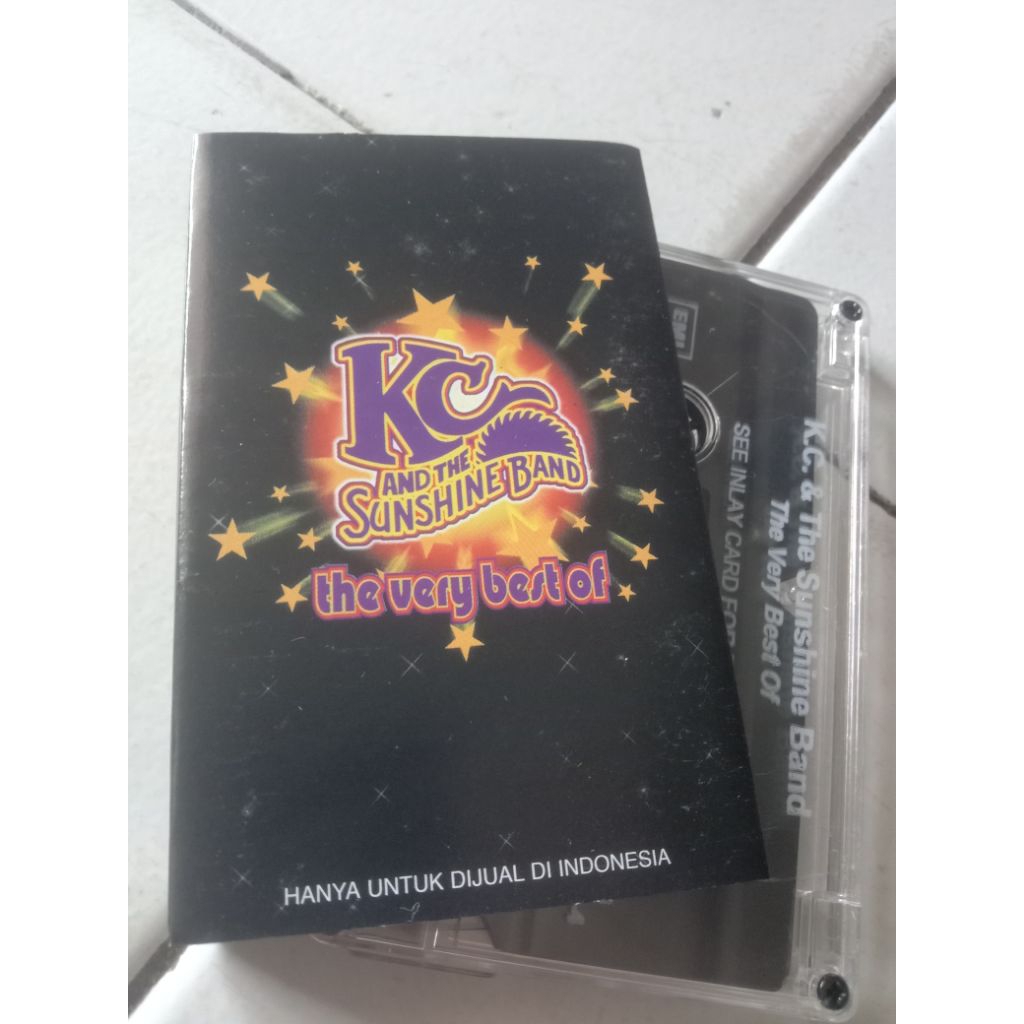 KC
AND THE
SUNSHINE BAND
the very best of
HANYA UNTUK DIJUAL DI INDONESIA
EMI
K.C. & The Sunshine Band
The Very Best Of
SEE INLAY CARD FOR